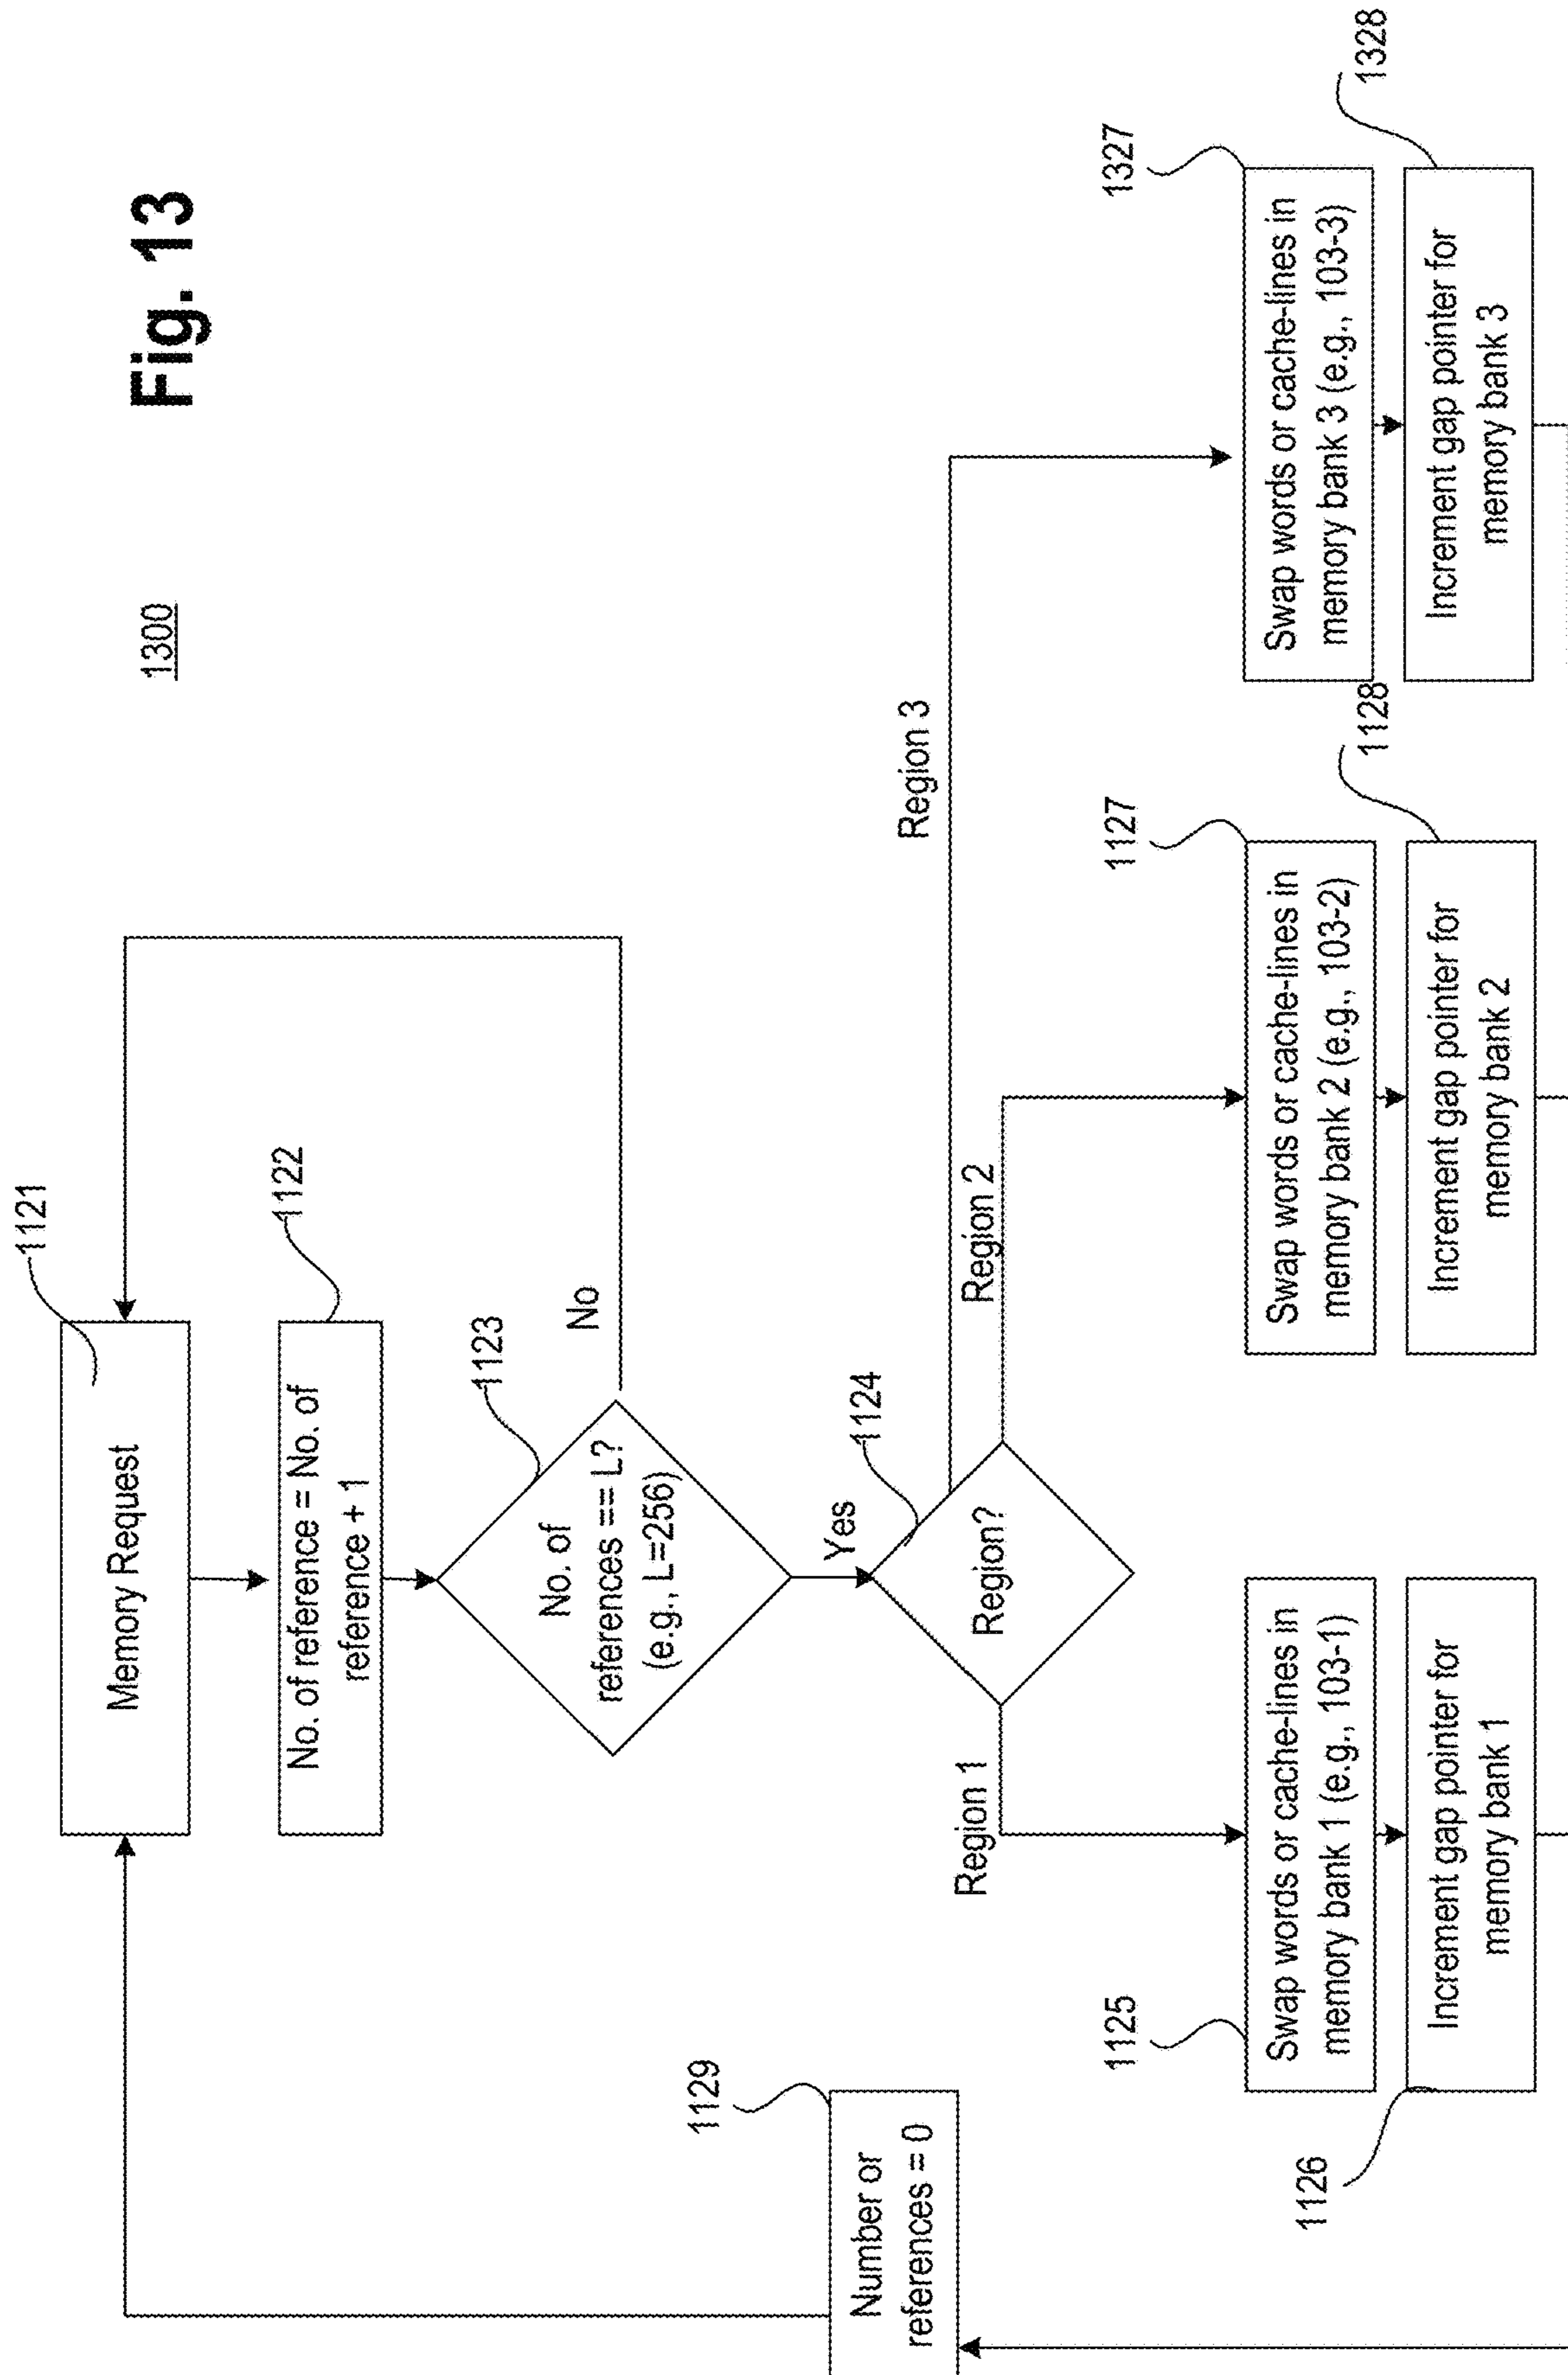 Fig. 13
1300
1121
Memory Request
1122
No. of reference = No. of
reference + 1
1123
No. of
references == L?
(e.g., L=256)
No
Yes
1124
Region?
Region 1
Region 2
Region 3
1125
Swap words or cache-lines in
memory bank 1 (e.g., 103-1)
1126
Increment gap pointer for
memory bank 1
1127
Swap words or cache-lines in
memory bank 2 (e.g., 103-2)
1128
Increment gap pointer for
memory bank 2
1327
Swap words or cache-lines in
memory bank 3 (e.g., 103-3)
1328
Increment gap pointer for
memory bank 3
1129
Number or
references = 0